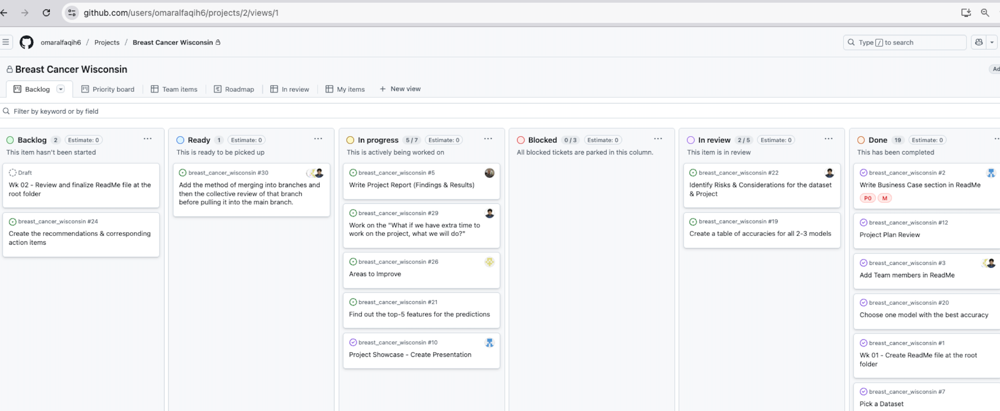 github.com/users/omaralfaqih6/projects/2/views/1
omaralfaqih6 / Projects / Breast Cancer Wisconsin
Type / to search
Breast Cancer Wisconsin
Ad
Backlog
Priority board
Team items
Roadmap
In review
My items
+ New view
Filter by keyword or by field
Backlog 2 Estimate: 0 ...
This item hasn't been started
Draft
Wk 02 - Review and finalize ReadMe file at the
root folder
breast_cancer_wisconsin #24
Create the recommendations & corresponding
action items
Ready 1 Estimate: 0 ...
This is ready to be picked up
breast_cancer_wisconsin #30
Add the method of merging into branches and
then the collective review of that branch
before pulling it into the main branch.
In progress 5 / 7 Estimate: 0 ...
This is actively being worked on
breast_cancer_wisconsin #5
Write Project Report (Findings & Results)
breast_cancer_wisconsin #29
Work on the "What if we have extra time to
work on the project, what we will do?"
breast_cancer_wisconsin #26
Areas to Improve
breast_cancer_wisconsin #21
Find out the top-5 features for the predictions
breast_cancer_wisconsin #10
Project Showcase - Create Presentation
Blocked 0 / 3 Estimate: 0 ...
All blocked tickets are parked in this column.
In review 2 / 5 Estimate: 0 ...
This item is in review
breast_cancer_wisconsin #22
Identify Risks & Considerations for the dataset
& Project
breast_cancer_wisconsin #19
Create a table of accuracies for all 2-3 models
Done 19 Estimate: 0
This has been completed
breast_cancer_wisconsin #2
Write Business Case section in ReadMe
P0 M
breast_cancer_wisconsin #12
Project Plan Review
breast_cancer_wisconsin #3
Add Team members in ReadMe
breast_cancer_wisconsin #20
Choose one model with the best accuracy
breast_cancer_wisconsin #1
Wk 01 - Create ReadMe file at the root
folder
breast_cancer_wisconsin #7
Pick a Dataset